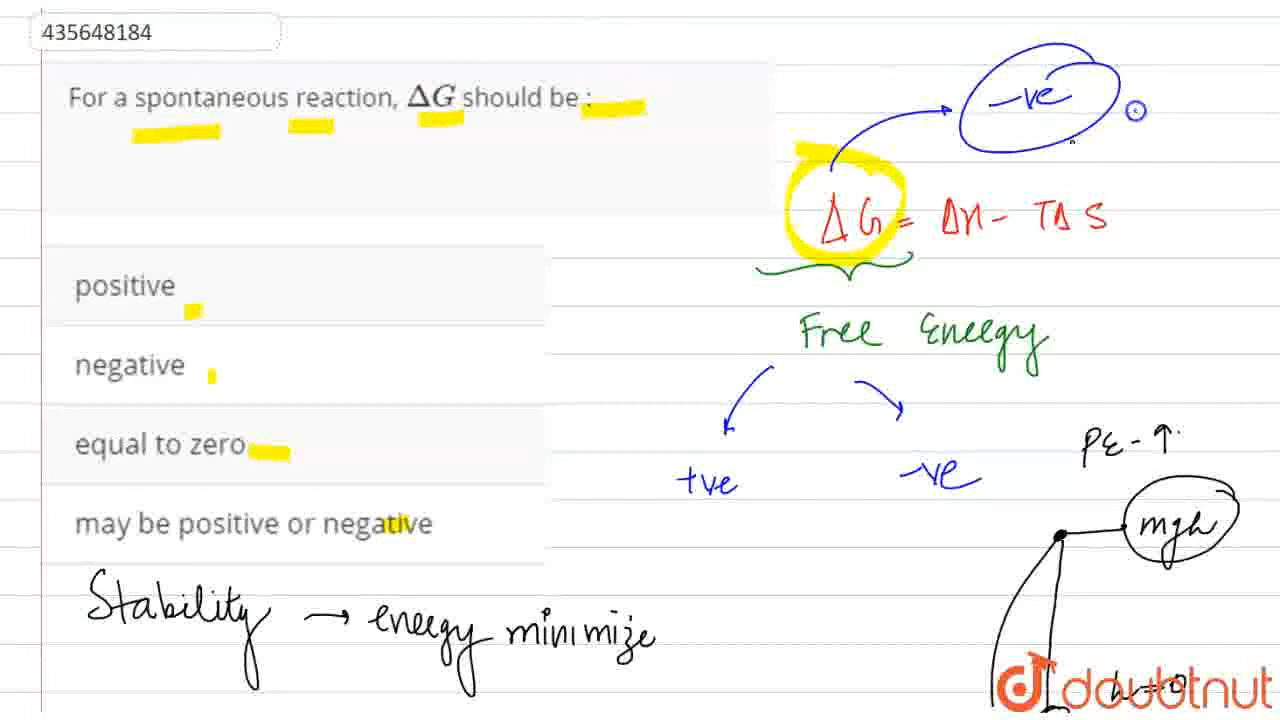 435648184
For a spontaneous reaction, ΔG should be :
positive
negative
equal to zero
may be positive or negative
Stability → energy minimize
-ve
ΔG = ΔH - TΔS
Free Energy
+ve
-ve
PE - ↑
mgh
h = 0
doubtnut